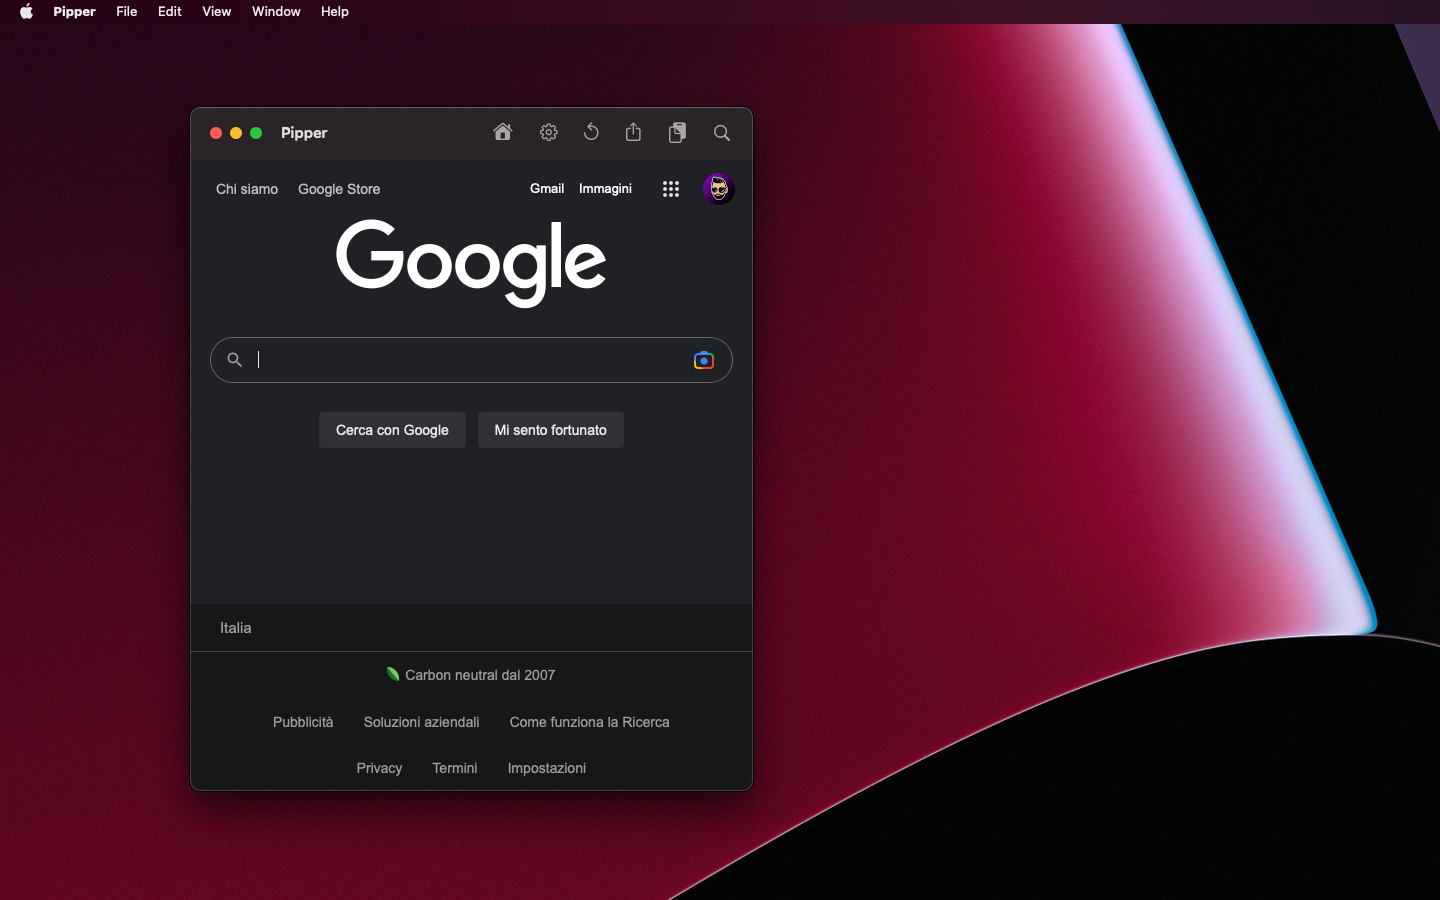 Pipper File Edit View Window Help
Pipper
Chi siamo Google Store Gmail Immagini
Google
Cerca con Google Mi sento fortunato
Italia
Carbon neutral dal 2007
Pubblicità Soluzioni aziendali Come funziona la Ricerca
Privacy Termini Impostazioni